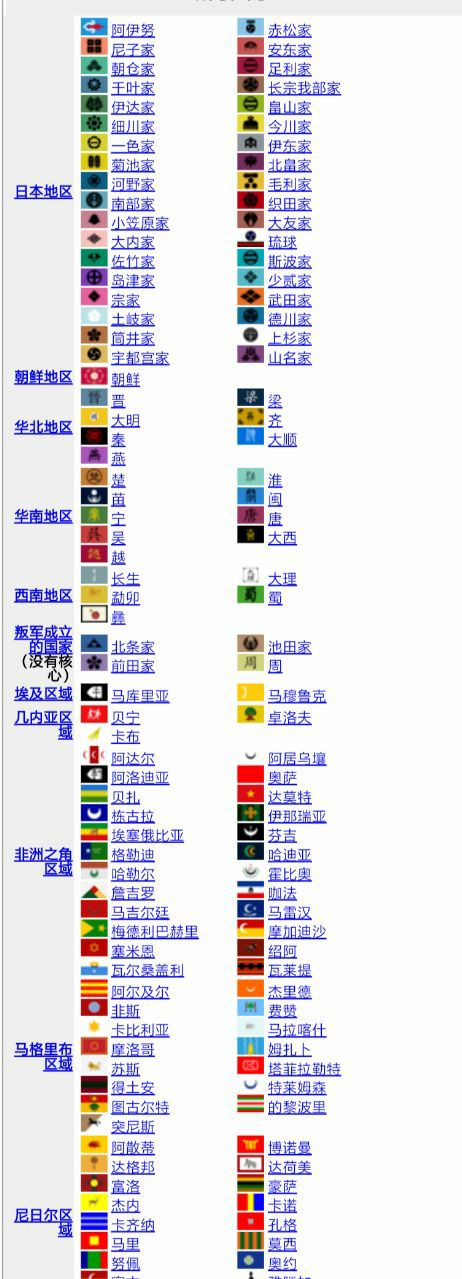 日本地区
阿伊努 赤松家
尼子家 安东家
朝仓家 足利家
千叶家 长宗我部家
伊达家 畠山家
细川家 今川家
一色家 伊东家
菊池家 北畠家
河野家 毛利家
南部家 织田家
小笠原家 大友家
大内家 琉球
佐竹家 斯波家
岛津家 少贰家
宗家 武田家
土岐家 德川家
筒井家 上杉家
宇都宫家 山名家
朝鲜地区
朝鲜
华北地区
晋 梁
大明 齐
秦 大顺
燕
华南地区
楚 淮
苗 闽
宁 唐
吴 大西
越
西南地区
长生 大理
勐卯 蜀
彝
叛军成立
的国家
(没有核
心)
北条家 池田家
前田家 周
埃及区域
马库里亚 马穆鲁克
几内亚区
域
贝宁 卓洛夫
卡布
非洲之角
区域
阿达尔 阿居乌壤
阿洛迪亚 奥萨
贝扎 达莫特
栋古拉 伊那瑞亚
埃塞俄比亚 芬吉
格勒迪 哈迪亚
哈勒尔 霍比奥
詹吉罗 咖法
马吉尔廷 马雷汉
梅德利巴赫里 摩加迪沙
塞米恩 绍阿
瓦尔桑盖利 瓦莱提
马格里布
区域
阿尔及尔 杰里德
非斯 费赞
卡比利亚 马拉喀什
摩洛哥 姆扎卜
苏斯 塔菲拉勒特
得土安 特莱姆森
图古尔特 的黎波里
突尼斯
尼日尔区
域
阿散蒂 博诺曼
达格邦 达荷美
富洛 豪萨
杰内 卡诺
卡齐纳 孔格
马里 莫西
努佩 奥约